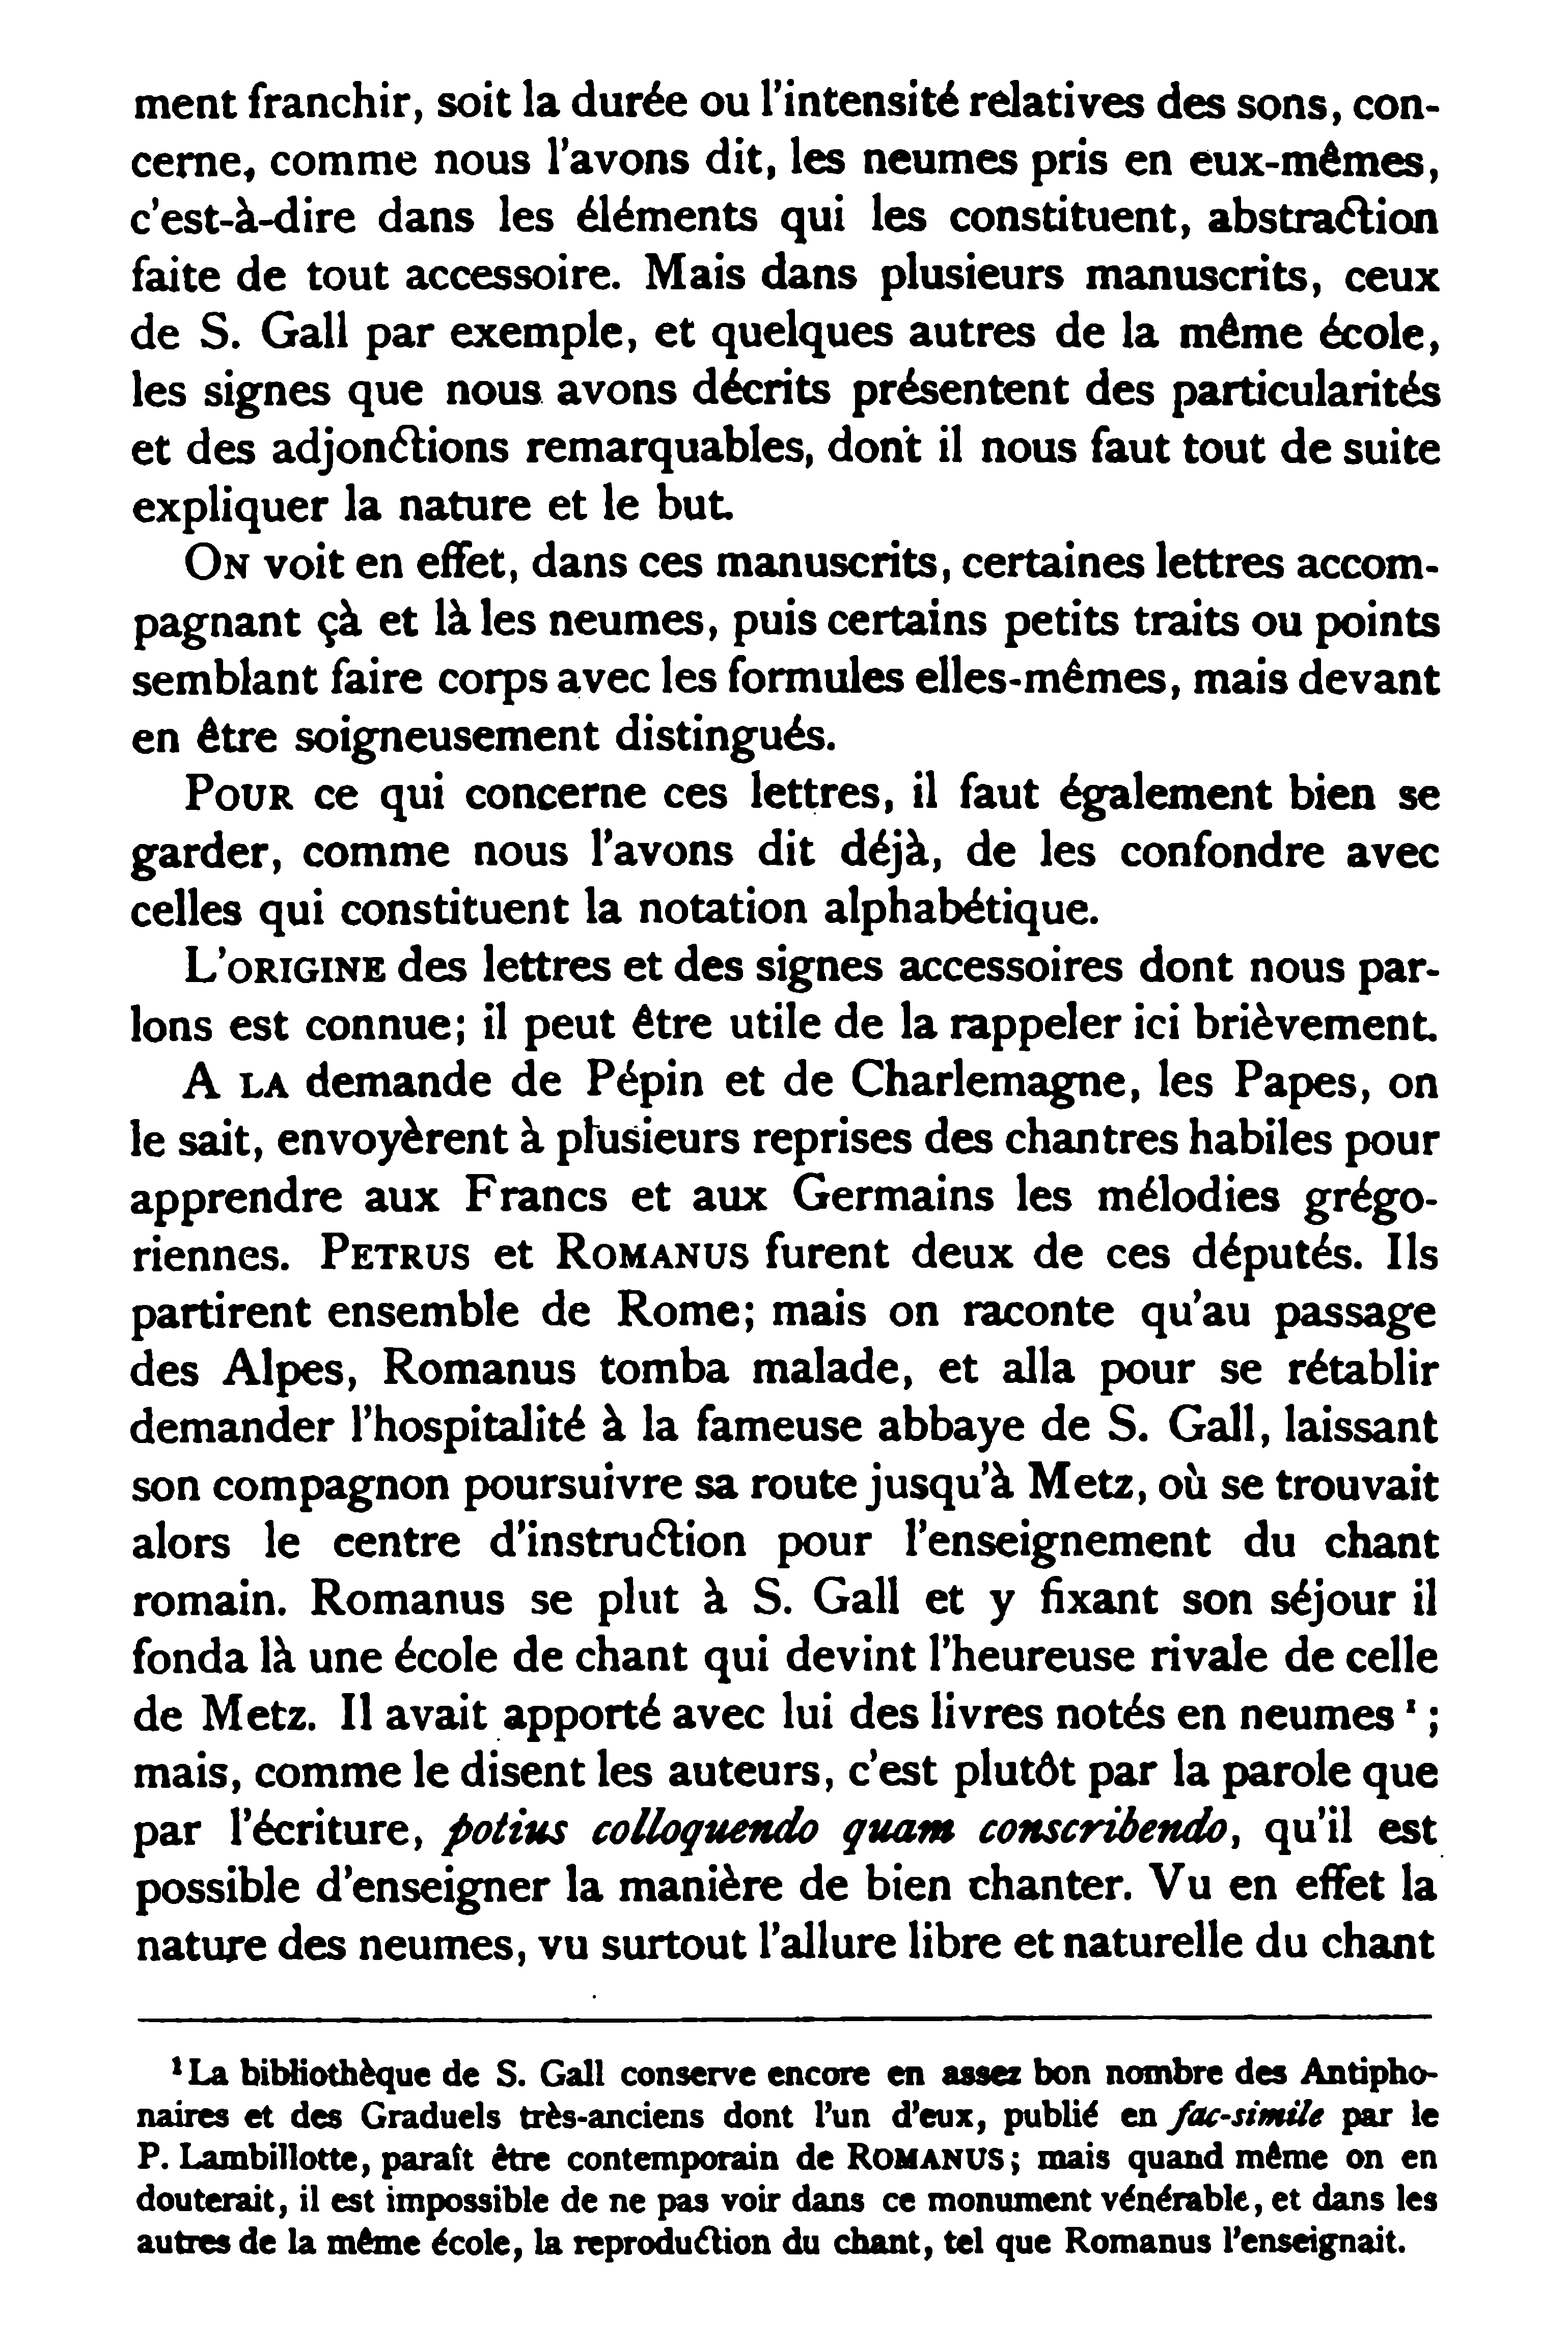 ment franchir, soit la durée ou l'intensité relatives des sons, con-
cerne, comme nous l'avons dit, les neumes pris en eux-mêmes,
c'est-à-dire dans les éléments qui les constituent, abstraction
faite de tout accessoire. Mais dans plusieurs manuscrits, ceux
de S. Gall par exemple, et quelques autres de la même école,
les signes que nous avons décrits présentent des particularités
et des adjonctions remarquables, dont il nous faut tout de suite
expliquer la nature et le but.
ON voit en effet, dans ces manuscrits, certaines lettres accom-
pagnant çà et là les neumes, puis certains petits traits ou points
semblant faire corps avec les formules elles-mêmes, mais devant
en être soigneusement distingués.
POUR ce qui concerne ces lettres, il faut également bien se
garder, comme nous l'avons dit déjà, de les confondre avec
celles qui constituent la notation alphabétique.
L'ORIGINE des lettres et des signes accessoires dont nous par-
lons est connue; il peut être utile de la rappeler ici brièvement.
A LA demande de Pépin et de Charlemagne, les Papes, on
le sait, envoyèrent à plusieurs reprises des chantres habiles pour
apprendre aux Francs et aux Germains les mélodies grégo-
riennes. PETRUS et ROMANUS furent deux de ces députés. Ils
partirent ensemble de Rome; mais on raconte qu'au passage
des Alpes, Romanus tomba malade, et alla pour se rétablir
demander l'hospitalité à la fameuse abbaye de S. Gall, laissant
son compagnon poursuivre sa route jusqu'à Metz, où se trouvait
alors le centre d'instruction pour l'enseignement du chant
romain. Romanus se plut à S. Gall et y fixant son séjour il
fonda là une école de chant qui devint l'heureuse rivale de celle
de Metz. Il avait apporté avec lui des livres notés en neumes ¹ ;
mais, comme le disent les auteurs, c'est plutôt par la parole que
par l'écriture, potius colloquendo quam conscribendo, qu'il est
possible d'enseigner la manière de bien chanter. Vu en effet la
nature des neumes, vu surtout l'allure libre et naturelle du chant
¹ La bibliothèque de S. Gall conserve encore en assez bon nombre des Antipho-
naires et des Graduels très-anciens dont l'un d'eux, publié en fac-simile par le
P. Lambillotte, paraît être contemporain de ROMANUS; mais quand même on en
douterait, il est impossible de ne pas voir dans ce monument vénérable, et dans les
autres de la même école, la reproduction du chant, tel que Romanus l'enseignait.